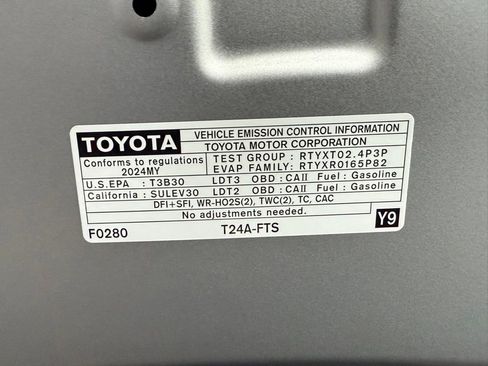 TOYOTA
VEHICLE EMISSION CONTROL INFORMATION
TOYOTA MOTOR CORPORATION
Conforms to regulations
2024MY
TEST GROUP : RTYXT02.4P3P
EVAP FAMILY: RTYXR0165P82
U.S.EPA : T3B30 LDT3 OBD : CAII Fuel : Gasoline
California : SULEV30 LDT2 OBD : CAII Fuel : Gasoline
DFI+SFI, WR-HO2S(2), TWC(2), TC, CAC
No adjustments needed.
F0280 T24A-FTS Y9